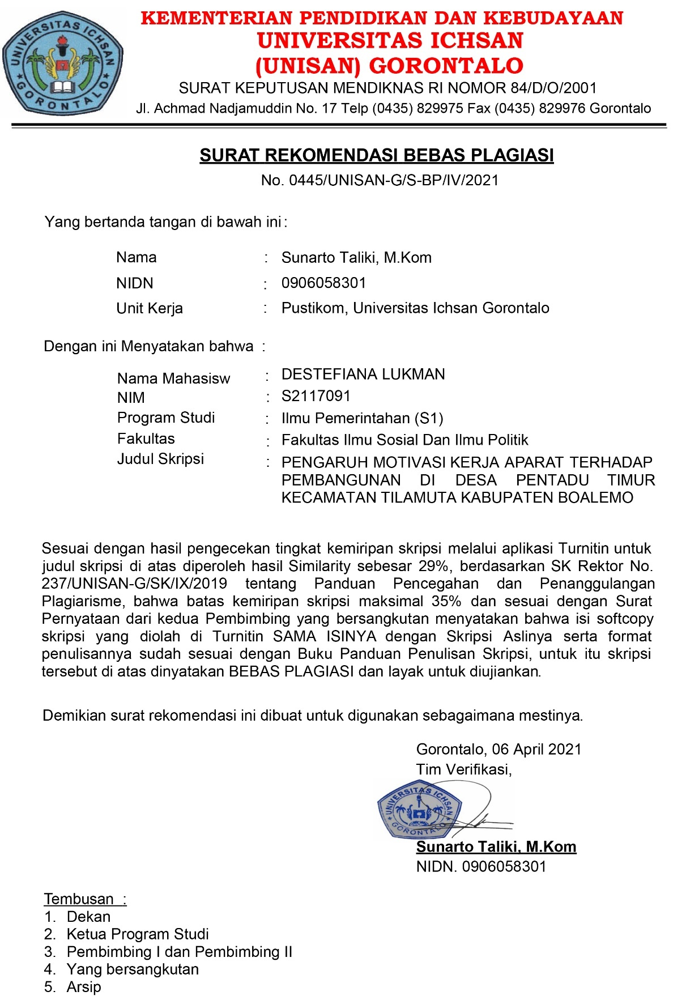 UNIVERSITAS ICHSAN
GORONTALO
KEMENTERIAN PENDIDIKAN DAN KEBUDAYAAN
UNIVERSITAS ICHSAN
(UNISAN) GORONTALO
SURAT KEPUTUSAN MENDIKNAS RI NOMOR 84/D/O/2001
Jl. Achmad Nadjamuddin No. 17 Telp (0435) 829975 Fax (0435) 829976 Gorontalo
SURAT REKOMENDASI BEBAS PLAGIASI
No. 0445/UNISAN-G/S-BP/IV/2021
Yang bertanda tangan di bawah ini :
Nama : Sunarto Taliki, M.Kom
NIDN : 0906058301
Unit Kerja : Pustikom, Universitas Ichsan Gorontalo
Dengan ini Menyatakan bahwa :
Nama Mahasisw : DESTEFIANA LUKMAN
NIM : S2117091
Program Studi : Ilmu Pemerintahan (S1)
Fakultas : Fakultas Ilmu Sosial Dan Ilmu Politik
Judul Skripsi : PENGARUH MOTIVASI KERJA APARAT TERHADAP
PEMBANGUNAN DI DESA PENTADU TIMUR
KECAMATAN TILAMUTA KABUPATEN BOALEMO
Sesuai dengan hasil pengecekan tingkat kemiripan skripsi melalui aplikasi Turnitin untuk
judul skripsi di atas diperoleh hasil Similarity sebesar 29%, berdasarkan SK Rektor No.
237/UNISAN-G/SK/IX/2019 tentang Panduan Pencegahan dan Penanggulangan
Plagiarisme, bahwa batas kemiripan skripsi maksimal 35% dan sesuai dengan Surat
Pernyataan dari kedua Pembimbing yang bersangkutan menyatakan bahwa isi softcopy
skripsi yang diolah di Turnitin SAMA ISINYA dengan Skripsi Aslinya serta format
penulisannya sudah sesuai dengan Buku Panduan Penulisan Skripsi, untuk itu skripsi
tersebut di atas dinyatakan BEBAS PLAGIASI dan layak untuk diujiankan.
Demikian surat rekomendasi ini dibuat untuk digunakan sebagaimana mestinya.
Gorontalo, 06 April 2021
Tim Verifikasi,
UNIVERSITAS ICHSAN
GORONTALO
Sunarto Taliki, M.Kom
NIDN. 0906058301
Tembusan :
1. Dekan
2. Ketua Program Studi
3. Pembimbing I dan Pembimbing II
4. Yang bersangkutan
5. Arsip